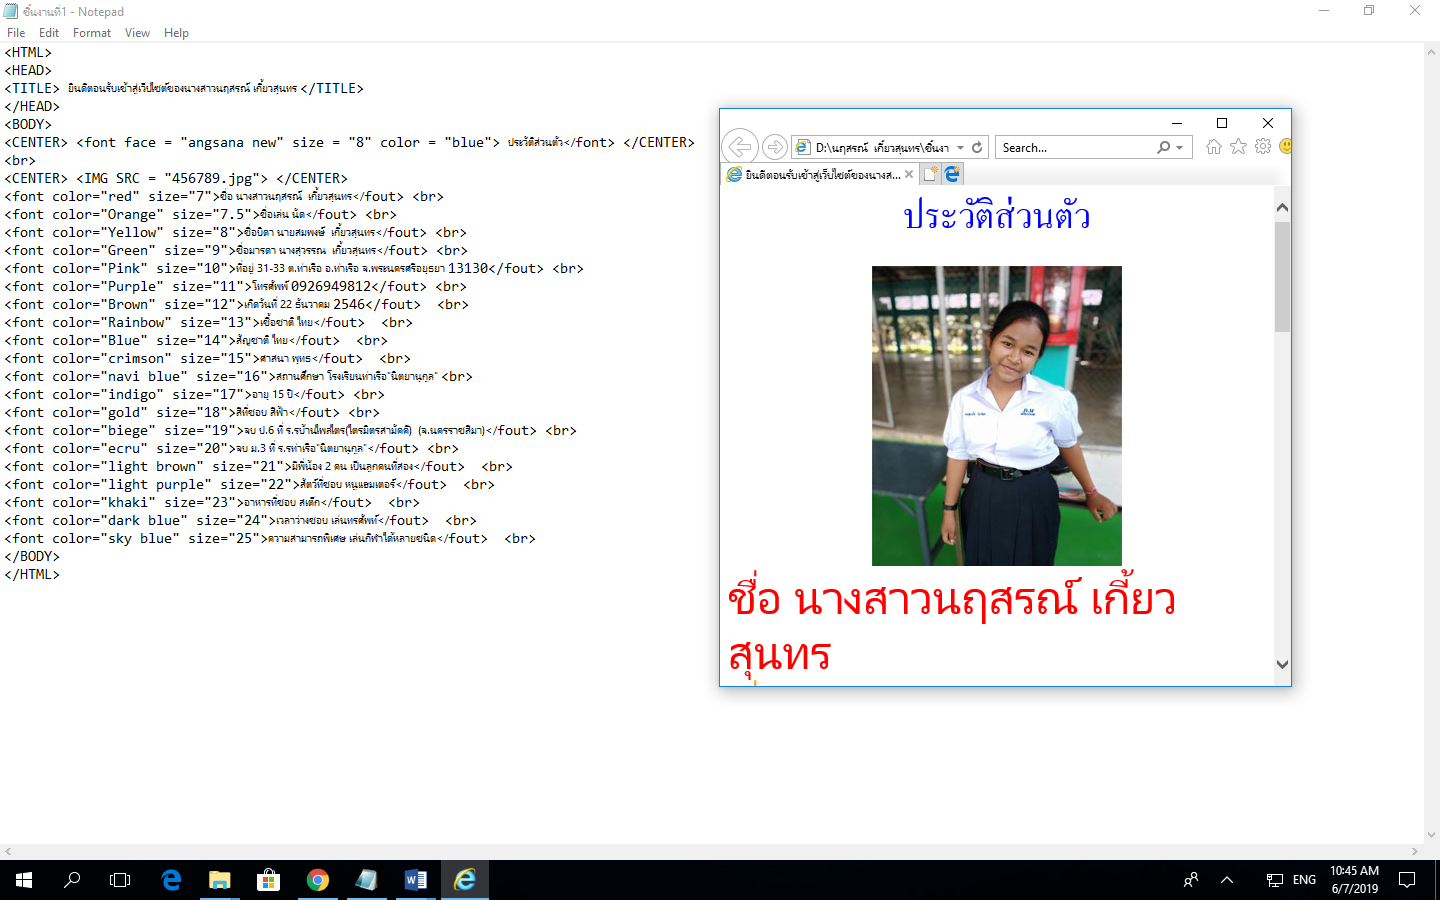 ชิ้นงานที่1 - Notepad
File Edit Format View Help
<HTML>
<HEAD>
<TITLE> ยินดีตอนรับเข้าสู่เว็บไซต์ของนางสาวนฤสรณ์ เกี้ยวสุนทร </TITLE>
</HEAD>
<BODY>
<CENTER> <font face = "angsana new" size = "8" color = "blue"> ประวัติส่วนตัว</font> </CENTER>
<br>
<CENTER> <IMG SRC = "456789.jpg"> </CENTER>
<font color="red" size="7">ชื่อ นางสาวนฤสรณ์ เกี้ยวสุนทร</fout> <br>
<font color="Orange" size="7.5">ชื่อเล่น นัด</fout> <br>
<font color="Yellow" size="8">ชื่อบิดา นายสมพงษ์ เกี้ยวสุนทร</fout> <br>
<font color="Green" size="9">ชื่อมารดา นางสุวรรณ เกี้ยวสุนทร</fout> <br>
<font color="Pink" size="10">ที่อยู่ 31-33 ต.ท่าเรือ อ.ท่าเรือ จ.พระนครศรีอยุธยา 13130</fout> <br>
<font color="Purple" size="11">โทรศัพท์ 0926949812</fout> <br>
<font color="Brown" size="12">เกิดวันที่ 22 ธันวาคม 2546</fout> <br>
<font color="Rainbow" size="13">เชื้อชาติ ไทย</fout> <br>
<font color="Blue" size="14">สัญชาติ ไทย</fout> <br>
<font color="crimson" size="15">ศาสนา พุทธ</fout> <br>
<font color="navi blue" size="16">สถานศึกษา โรงเรียนท่าเรือ"นิตยานุกูล" <br>
<font color="indigo" size="17">อายุ 15 ปี</fout> <br>
<font color="gold" size="18">สีที่ชอบ สีฟ้า</fout> <br>
<font color="biege" size="19">จบ ป.6 ที่ ร.รบ้านโพสไตร(ไตรมิตรสามัคคี) (จ.นครราชสีมา)</fout> <br>
<font color="ecru" size="20">จบ ม.3 ที่ ร.รท่าเรือ"นิตยานุกูล"</fout> <br>
<font color="light brown" size="21">มีพี่น้อง 2 คน เป็นลูกคนที่สอง</fout> <br>
<font color="light purple" size="22">สัตว์ที่ชอบ หนูแฮมเตอร์</fout> <br>
<font color="khaki" size="23">อาหารที่ชอบ สเต็ก</fout> <br>
<font color="dark blue" size="24">เวลาว่างชอบ เล่นทรศัพท์</fout> <br>
<font color="sky blue" size="25">ความสามารถพิเศษ เล่นกีฬาได้หลายชนิด</fout> <br>
</BODY>
</HTML>
D:\นฤสรณ์ เกี้ยวสุนทร\ชิ้นงา
Search...
ยินดีตอนรับเข้าสู่เว็บไซต์ของนางส...
ประวัติส่วนตัว
ชื่อ นางสาวนฤสรณ์ เกี้ยว
สุนทร
ENG
10:45 AM
6/7/2019